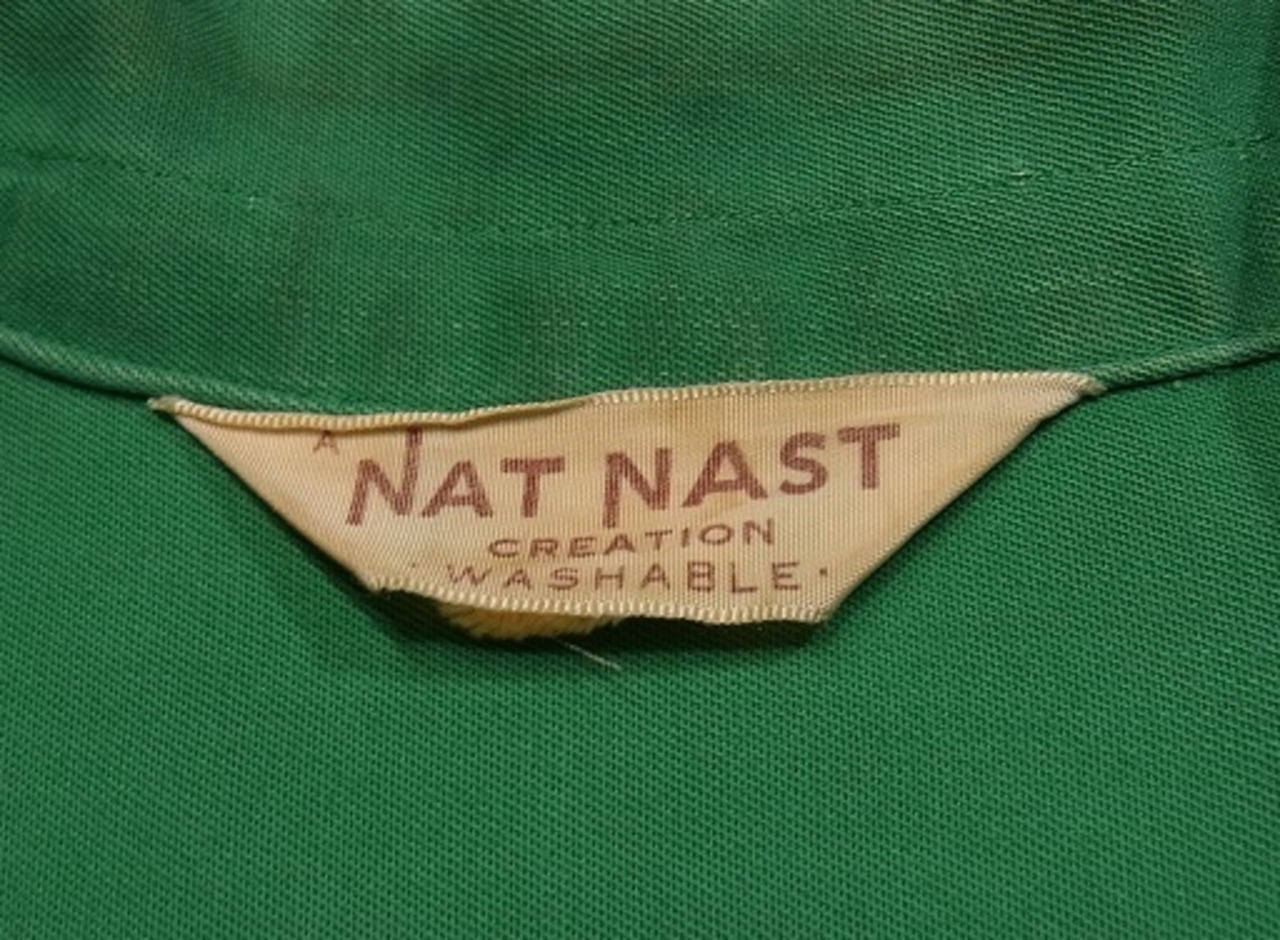 A
NAT NAST
CREATION
· WASHABLE ·